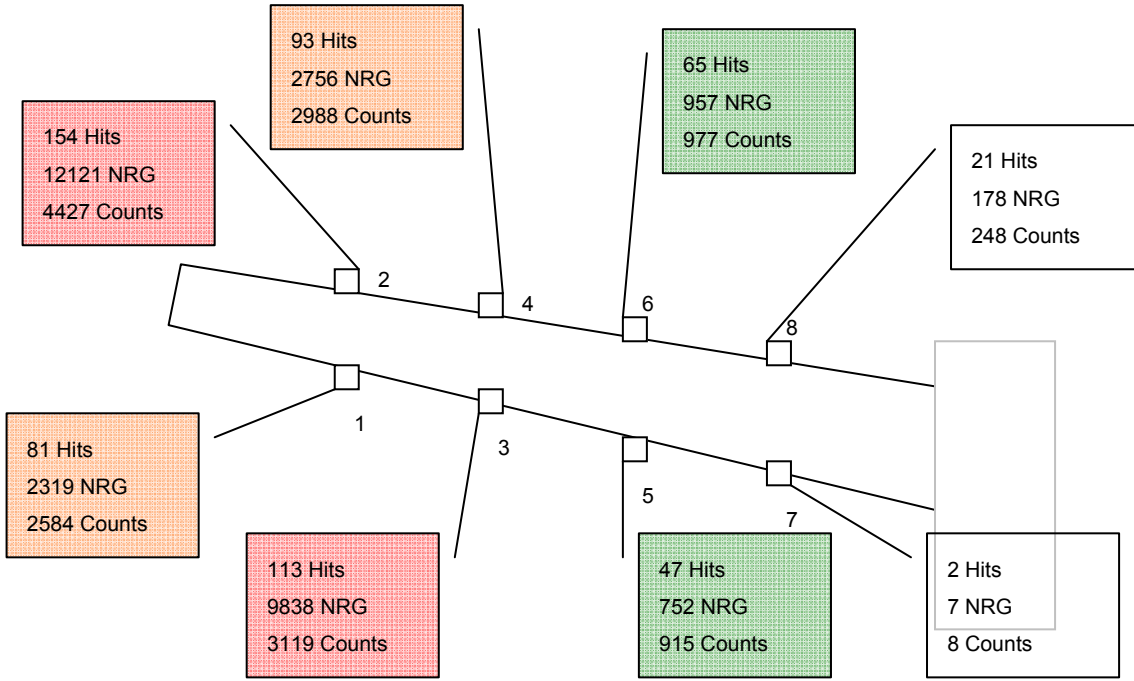 93 Hits
2756 NRG
2988 Counts
65 Hits
957 NRG
977 Counts
154 Hits
12121 NRG
4427 Counts
21 Hits
178 NRG
248 Counts
2
4
6
8
1
3
5
7
81 Hits
2319 NRG
2584 Counts
113 Hits
9838 NRG
3119 Counts
47 Hits
752 NRG
915 Counts
2 Hits
7 NRG
8 Counts